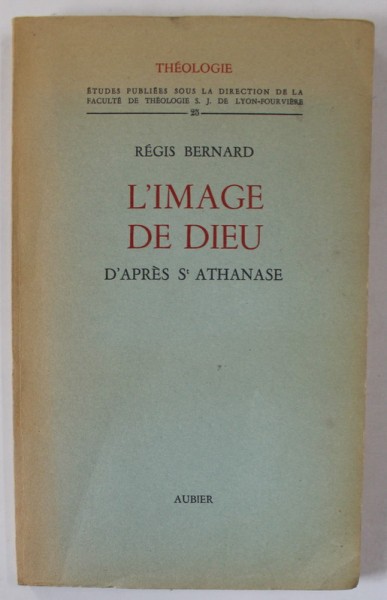 THÉOLOGIE
ÉTUDES PUBLIÉES SOUS LA DIRECTION DE LA
FACULTÉ DE THÉOLOGIE S. J. DE LYON-FOURVIÈRE
25
RÉGIS BERNARD
L'IMAGE
DE DIEU
D'APRÈS Sᵗ ATHANASE
AUBIER